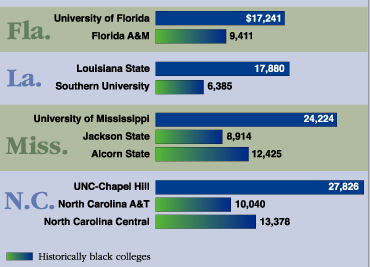 Fla.
University of Florida $17,241
Florida A&M 9,411
La.
Louisiana State 17,880
Southern University 6,385
Miss.
University of Mississippi 24,224
Jackson State 8,914
Alcorn State 12,425
N.C.
UNC-Chapel Hill 27,826
North Carolina A&T 10,040
North Carolina Central 13,378
Historically black colleges